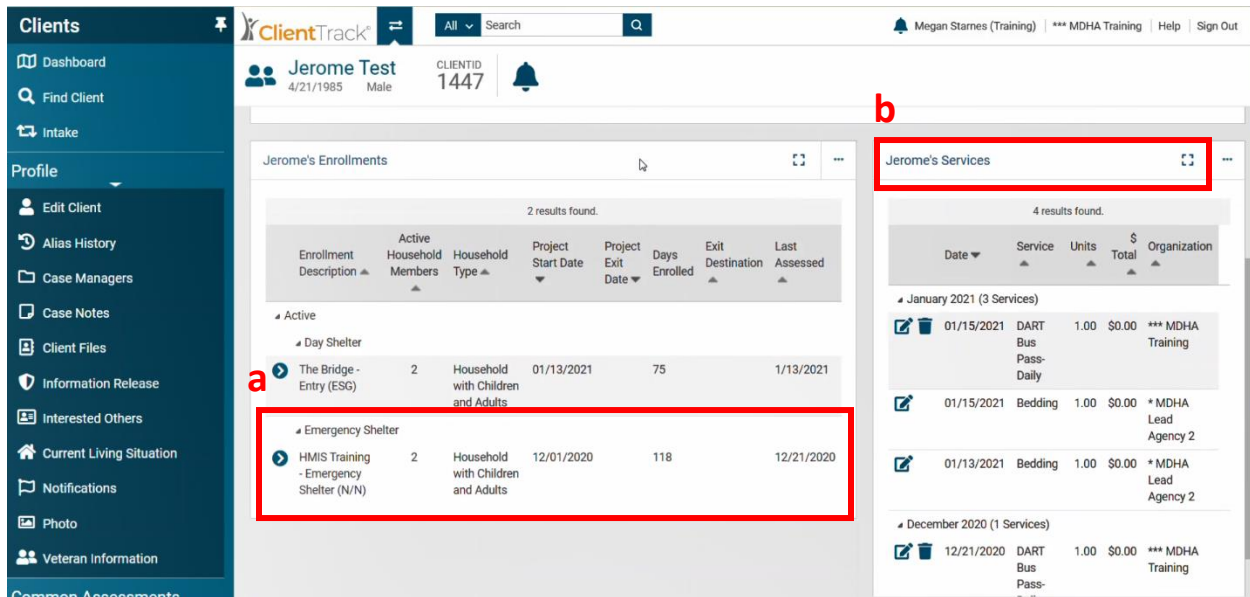 Clients
ClientTrack®
All
Search
Megan Starnes (Training)
*** MDHA Training
Help
Sign Out
Dashboard
Find Client
Intake
Profile
Edit Client
Alias History
Case Managers
Case Notes
Client Files
Information Release
Interested Others
Current Living Situation
Notifications
Photo
Veteran Information
Common Assessments
Jerome Test
4/21/1985 Male
CLIENTID
1447
Jerome's Enrollments
2 results found.
Enrollment
Description
Active
Household
Members
Household
Type
Project
Start Date
Project
Exit
Date
Days
Enrolled
Exit
Destination
Last
Assessed
Active
Day Shelter
a
The Bridge -
Entry (ESG)
2
Household
with Children
and Adults
01/13/2021
75
1/13/2021
Emergency Shelter
HMIS Training
- Emergency
Shelter (N/N)
2
Household
with Children
and Adults
12/01/2020
118
12/21/2020
b
Jerome's Services
4 results found.
Date
Service
Units
$
Total
Organization
January 2021 (3 Services)
01/15/2021
DART
Bus
Pass-
Daily
1.00
$0.00
*** MDHA
Training
01/15/2021
Bedding
1.00
$0.00
* MDHA
Lead
Agency 2
01/13/2021
Bedding
1.00
$0.00
* MDHA
Lead
Agency 2
December 2020 (1 Services)
12/21/2020
DART
Bus
Pass-
1.00
$0.00
*** MDHA
Training